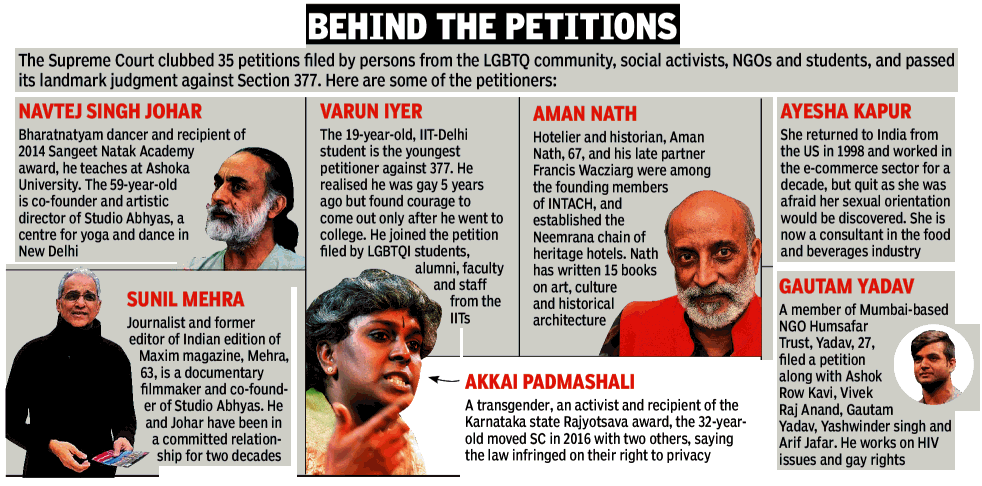 BEHIND THE PETITIONS
The Supreme Court clubbed 35 petitions filed by persons from the LGBTQ community, social activists, NGOs and students, and passed
its landmark judgment against Section 377. Here are some of the petitioners:
NAVTEJ SINGH JOHAR
Bharatnatyam dancer and recipient of
2014 Sangeet Natak Academy
award, he teaches at Ashoka
University. The 59-year-old
is co-founder and artistic
director of Studio Abhyas, a
centre for yoga and dance in
New Delhi
SUNIL MEHRA
Journalist and former
editor of Indian edition of
Maxim magazine, Mehra,
63, is a documentary
filmmaker and co-found-
er of Studio Abhyas. He
and Johar have been in
a committed relation-
ship for two decades
VARUN IYER
The 19-year-old, IIT-Delhi
student is the youngest
petitioner against 377. He
realised he was gay 5 years
ago but found courage to
come out only after he went to
college. He joined the petition
filed by LGBTQI students,
alumni, faculty
and staff
from the
IITs
AMAN NATH
Hotelier and historian, Aman
Nath, 67, and his late partner
Francis Wacziarg were among
the founding members
of INTACH, and
established the
Neemrana chain of
heritage hotels. Nath
has written 15 books
on art, culture
and historical
architecture
AKKAI PADMASHALI
A transgender, an activist and recipient of the
Karnataka state Rajyotsava award, the 32-year-
old moved SC in 2016 with two others, saying
the law infringed on their right to privacy
AYESHA KAPUR
She returned to India from
the US in 1998 and worked in
the e-commerce sector for a
decade, but quit as she was
afraid her sexual orientation
would be discovered. She is
now a consultant in the food
and beverages industry
GAUTAM YADAV
A member of Mumbai-based
NGO Humsafar
Trust, Yadav, 27,
filed a petition
along with Ashok
Row Kavi, Vivek
Raj Anand, Gautam
Yadav, Yashwinder singh and
Arif Jafar. He works on HIV
issues and gay rights